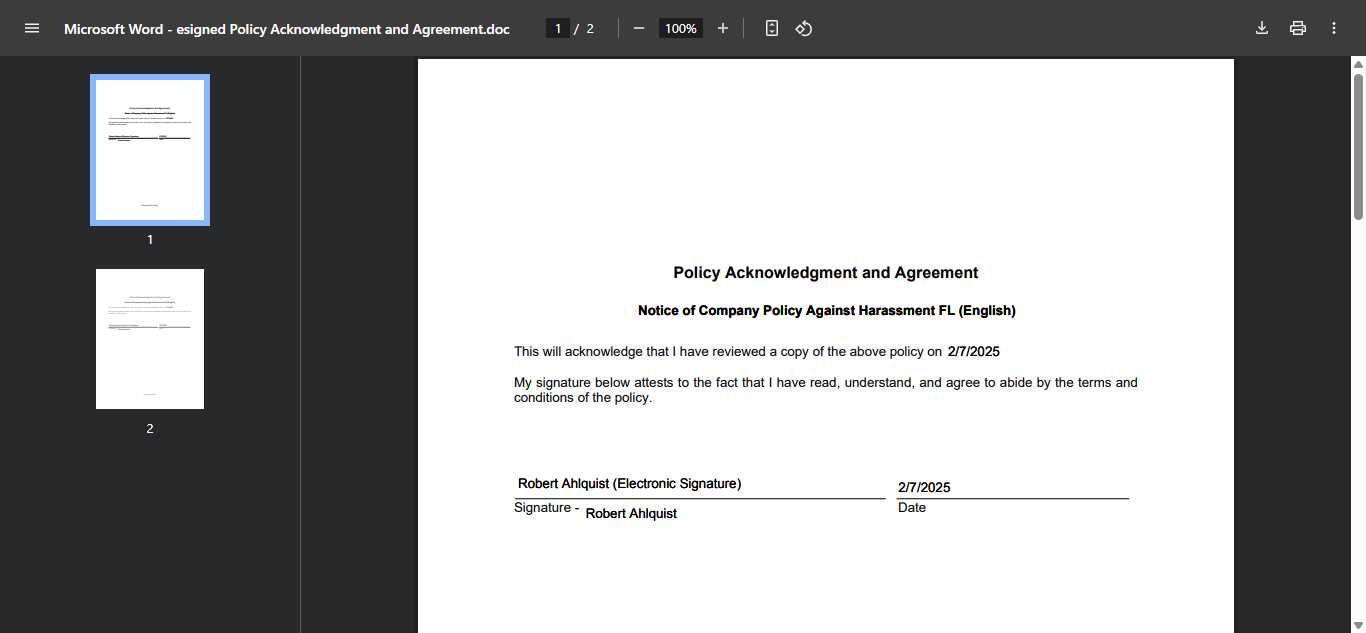 Microsoft Word - esigned Policy Acknowledgment and Agreement.doc
1 / 2
100%
1
2
Policy Acknowledgment and Agreement
Notice of Company Policy Against Harassment FL (English)
This will acknowledge that I have reviewed a copy of the above policy on 2/7/2025
My signature below attests to the fact that I have read, understand, and agree to abide by the terms and
conditions of the policy.
Robert Ahlquist (Electronic Signature) 2/7/2025
Signature - Robert Ahlquist Date